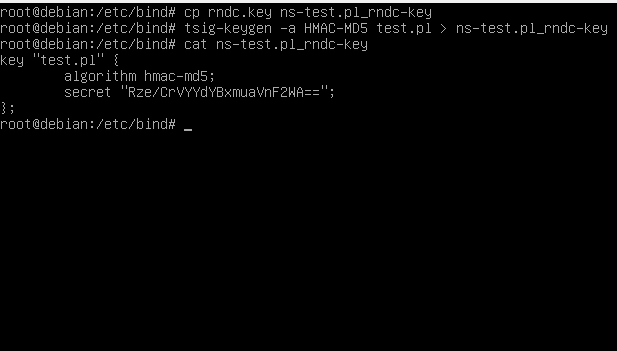 root@debian:/etc/bind# cp rndc.key ns-test.pl_rndc-key
root@debian:/etc/bind# tsig-keygen -a HMAC-MD5 test.pl > ns-test.pl_rndc-key
root@debian:/etc/bind# cat ns-test.pl_rndc-key
key "test.pl" {
        algorithm hmac-md5;
        secret "Rze/CrVYYdYBxmuaVnF2WA==";
};
root@debian:/etc/bind# _